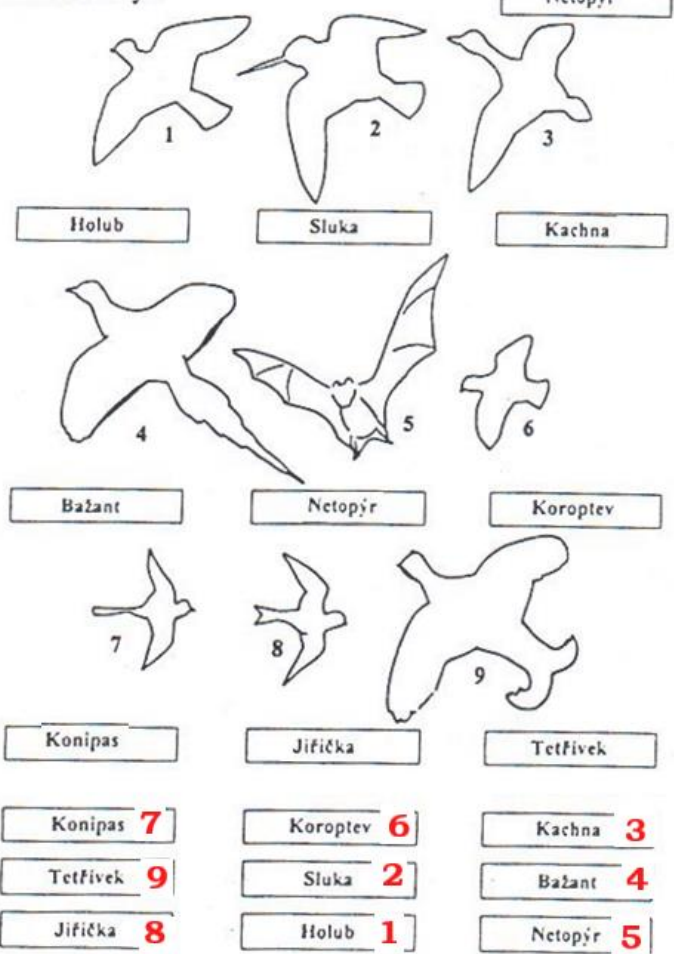 Netopýr
1
2
3
Holub
Sluka
Kachna
4
5
6
Bažant
Netopýr
Koroptev
7
8
9
Konipas
Jiřička
Tetřívek
Konipas 7
Koroptev 6
Kachna 3
Tetřívek 9
Sluka 2
Bažant 4
Jiřička 8
Holub 1
Netopýr 5